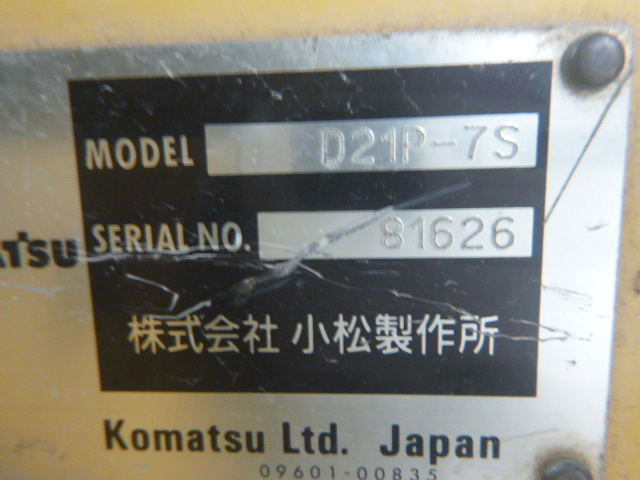 MODEL D21P-7S
ATSU SERIAL NO. 81626
株式会社 小松製作所
Komatsu Ltd. Japan
09601-00835